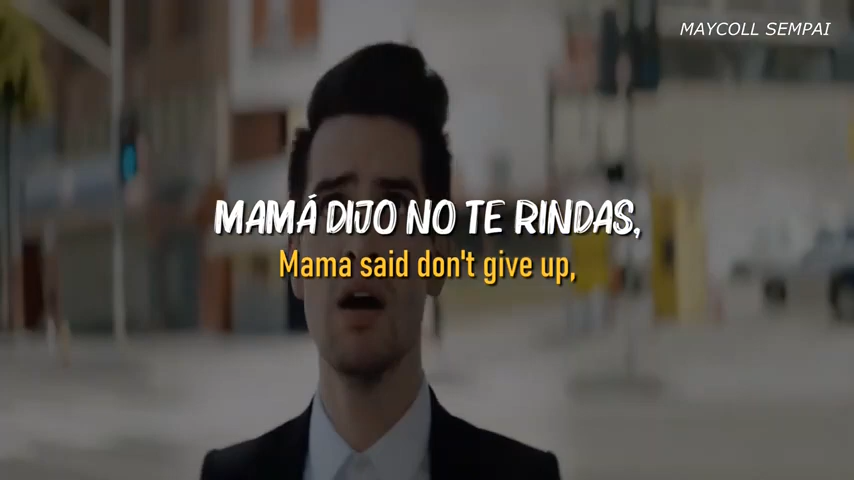 MAYCOLL SEMPAI
MAMÁ DIJO NO TE RINDAS,
Mama said don't give up,